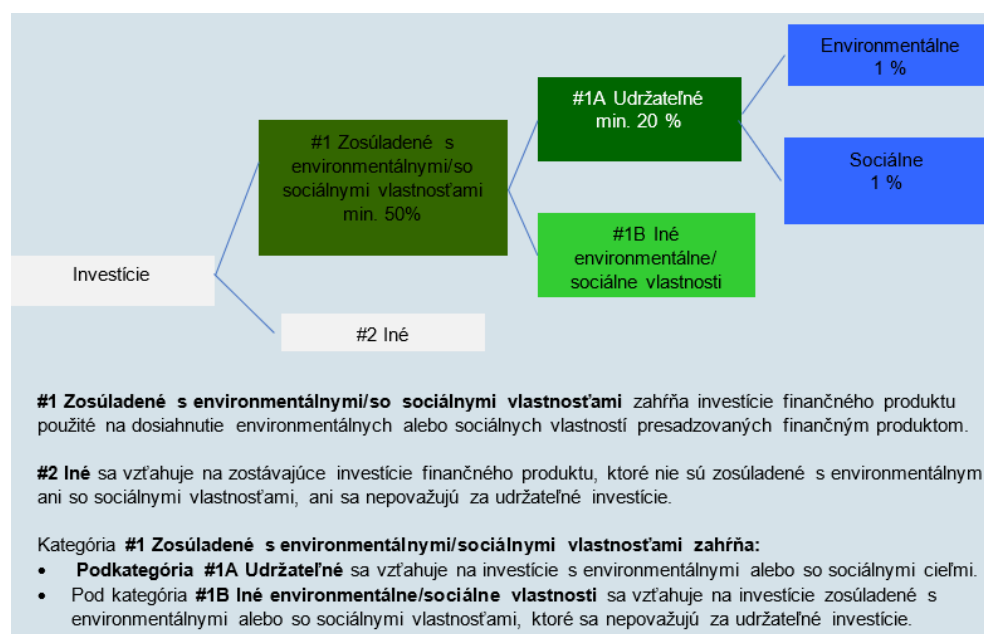 Environmentálne
1 %
#1A Udržateľné
min. 20 %
#1 Zosúladené s
environmentálnymi/so
sociálnymi vlastnosťami
min. 50%
Sociálne
1 %
#1B Iné
environmentálne/
sociálne vlastnosti
Investície
#2 Iné
#1 Zosúladené s environmentálnymi/so sociálnymi vlastnosťami zahŕňa investície finančného produktu
použité na dosiahnutie environmentálnych alebo sociálnych vlastností presadzovaných finančným produktom.
#2 Iné sa vzťahuje na zostávajúce investície finančného produktu, ktoré nie sú zosúladené s environmentálnym
ani so sociálnymi vlastnosťami, ani sa nepovažujú za udržateľné investície.
Kategória #1 Zosúladené s environmentálnymi/sociálnymi vlastnosťami zahŕňa:
• Podkategória #1A Udržateľné sa vzťahuje na investície s environmentálnymi alebo so sociálnymi cieľmi.
• Pod kategória #1B Iné environmentálne/sociálne vlastnosti sa vzťahuje na investície zosúladené s
environmentálnymi alebo so sociálnymi vlastnosťami, ktoré sa nepovažujú za udržateľné investície.